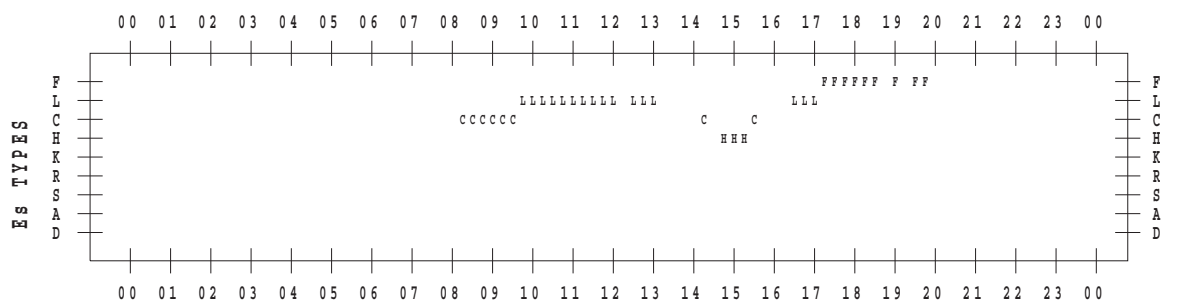 00 01 02 03 04 05 06 07 08 09 10 11 12 13 14 15 16 17 18 19 20 21 22 23 00
F FFFFFF F FF F
L LLLLLLLLLL LLL LLL L
C CCCCCC C C C
H HHH H
K K
R R
S S
A A
D D
Es TYPES
00 01 02 03 04 05 06 07 08 09 10 11 12 13 14 15 16 17 18 19 20 21 22 23 00